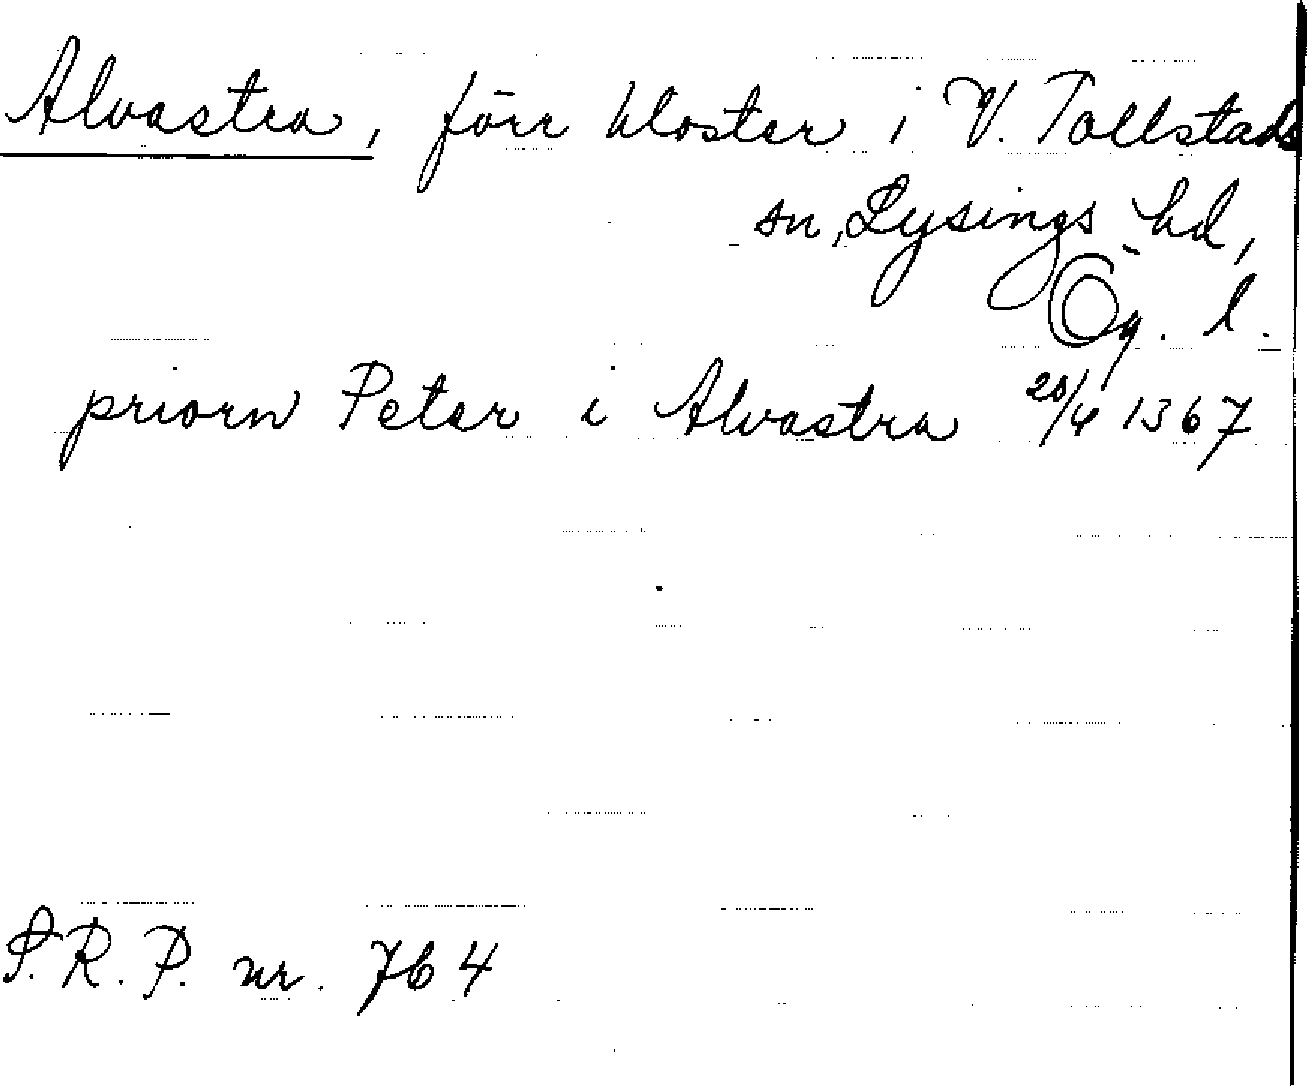 Alvastra, förr kloster i V. Tollstads
sn, Lysings hd,
Ög. l.
priorn Peter i Alvastra 20/4 1367
S.R.P. nr. 764